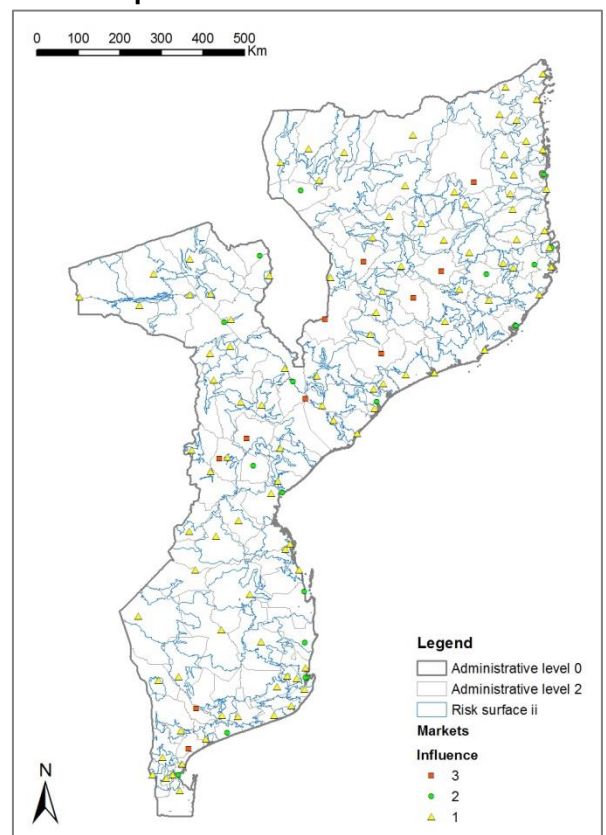 0 100 200 300 400 500
Km
Legend
Administrative level 0
Administrative level 2
Risk surface ii
Markets
Influence
3
2
1
N